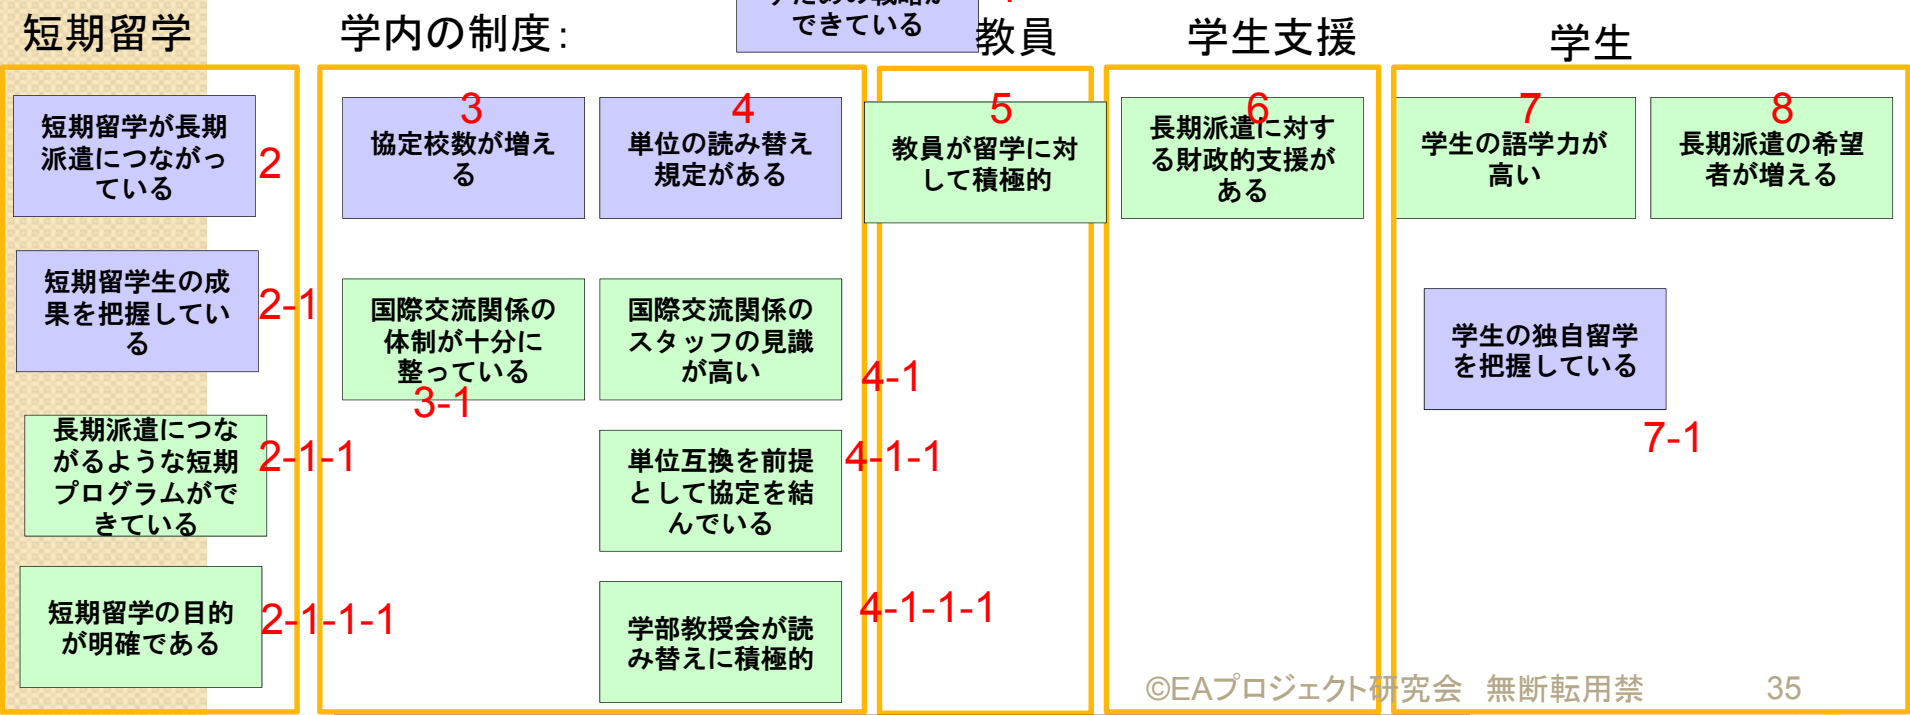 短期留学
学内の制度:
できている
教員
学生支援
学生
短期留学が長期
派遣につながっ
ている
2
短期留学生の成
果を把握してい
る
2-1
長期派遣につな
がるような短期
プログラムがで
きている
2-1-1
短期留学の目的
が明確である
2-1-1-1
3
協定校数が増え
る
国際交流関係の
体制が十分に
整っている
3-1
4
単位の読み替え
規定がある
国際交流関係の
スタッフの見識
が高い
4-1
単位互換を前提
として協定を結
んでいる
4-1-1
学部教授会が読
み替えに積極的
4-1-1-1
5
教員が留学に対
して積極的
6
長期派遣に対す
る財政的支援が
ある
7
学生の語学力が
高い
学生の独自留学
を把握している
7-1
8
長期派遣の希望
者が増える
©EAプロジェクト研究会 無断転用禁
35